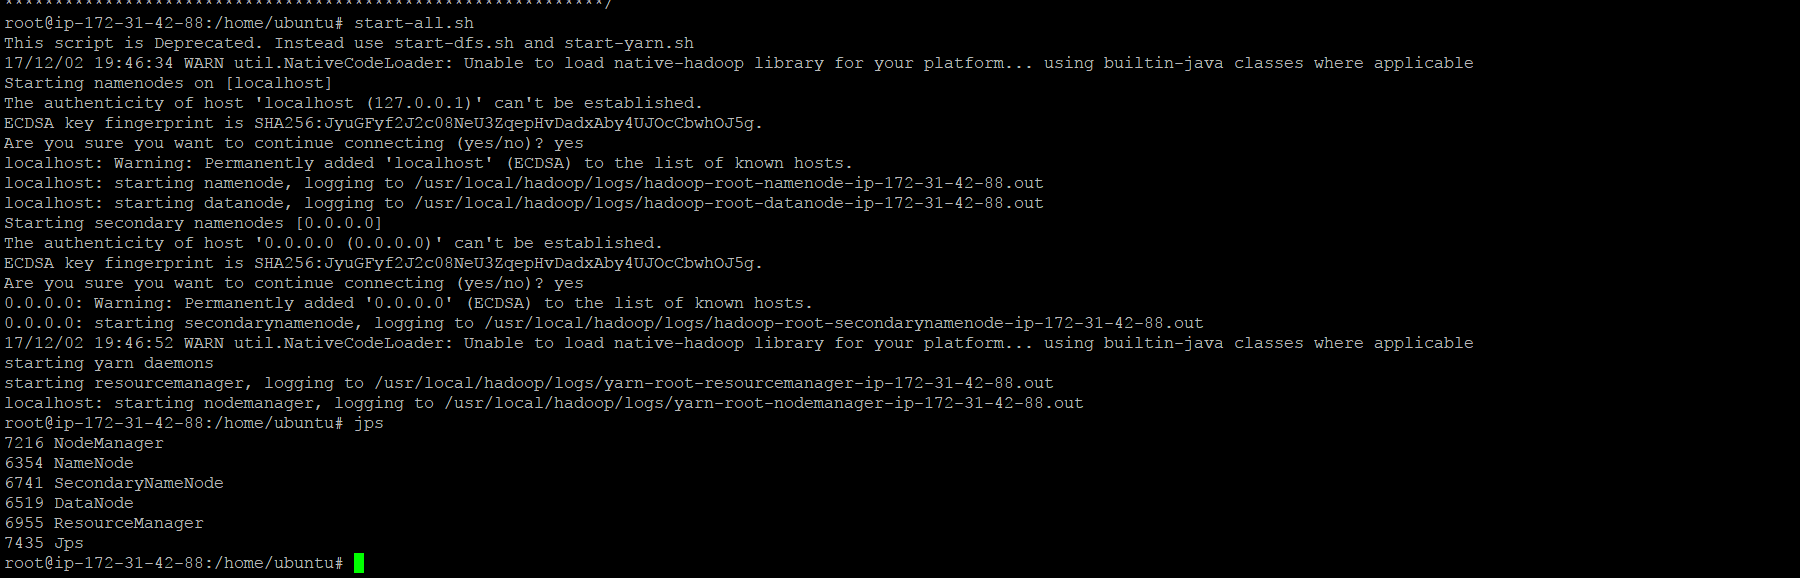 ************************************************************/
root@ip-172-31-42-88:/home/ubuntu# start-all.sh
This script is Deprecated. Instead use start-dfs.sh and start-yarn.sh
17/12/02 19:46:34 WARN util.NativeCodeLoader: Unable to load native-hadoop library for your platform... using builtin-java classes where applicable
Starting namenodes on [localhost]
The authenticity of host 'localhost (127.0.0.1)' can't be established.
ECDSA key fingerprint is SHA256:JyuGFyf2J2c08NeU3ZqepHvDadxAby4UJOcCbwhOJ5g.
Are you sure you want to continue connecting (yes/no)? yes
localhost: Warning: Permanently added 'localhost' (ECDSA) to the list of known hosts.
localhost: starting namenode, logging to /usr/local/hadoop/logs/hadoop-root-namenode-ip-172-31-42-88.out
localhost: starting datanode, logging to /usr/local/hadoop/logs/hadoop-root-datanode-ip-172-31-42-88.out
Starting secondary namenodes [0.0.0.0]
The authenticity of host '0.0.0.0 (0.0.0.0)' can't be established.
ECDSA key fingerprint is SHA256:JyuGFyf2J2c08NeU3ZqepHvDadxAby4UJOcCbwhOJ5g.
Are you sure you want to continue connecting (yes/no)? yes
0.0.0.0: Warning: Permanently added '0.0.0.0' (ECDSA) to the list of known hosts.
0.0.0.0: starting secondarynamenode, logging to /usr/local/hadoop/logs/hadoop-root-secondarynamenode-ip-172-31-42-88.out
17/12/02 19:46:52 WARN util.NativeCodeLoader: Unable to load native-hadoop library for your platform... using builtin-java classes where applicable
starting yarn daemons
starting resourcemanager, logging to /usr/local/hadoop/logs/yarn-root-resourcemanager-ip-172-31-42-88.out
localhost: starting nodemanager, logging to /usr/local/hadoop/logs/yarn-root-nodemanager-ip-172-31-42-88.out
root@ip-172-31-42-88:/home/ubuntu# jps
7216 NodeManager
6354 NameNode
6741 SecondaryNameNode
6519 DataNode
6955 ResourceManager
7435 Jps
root@ip-172-31-42-88:/home/ubuntu#